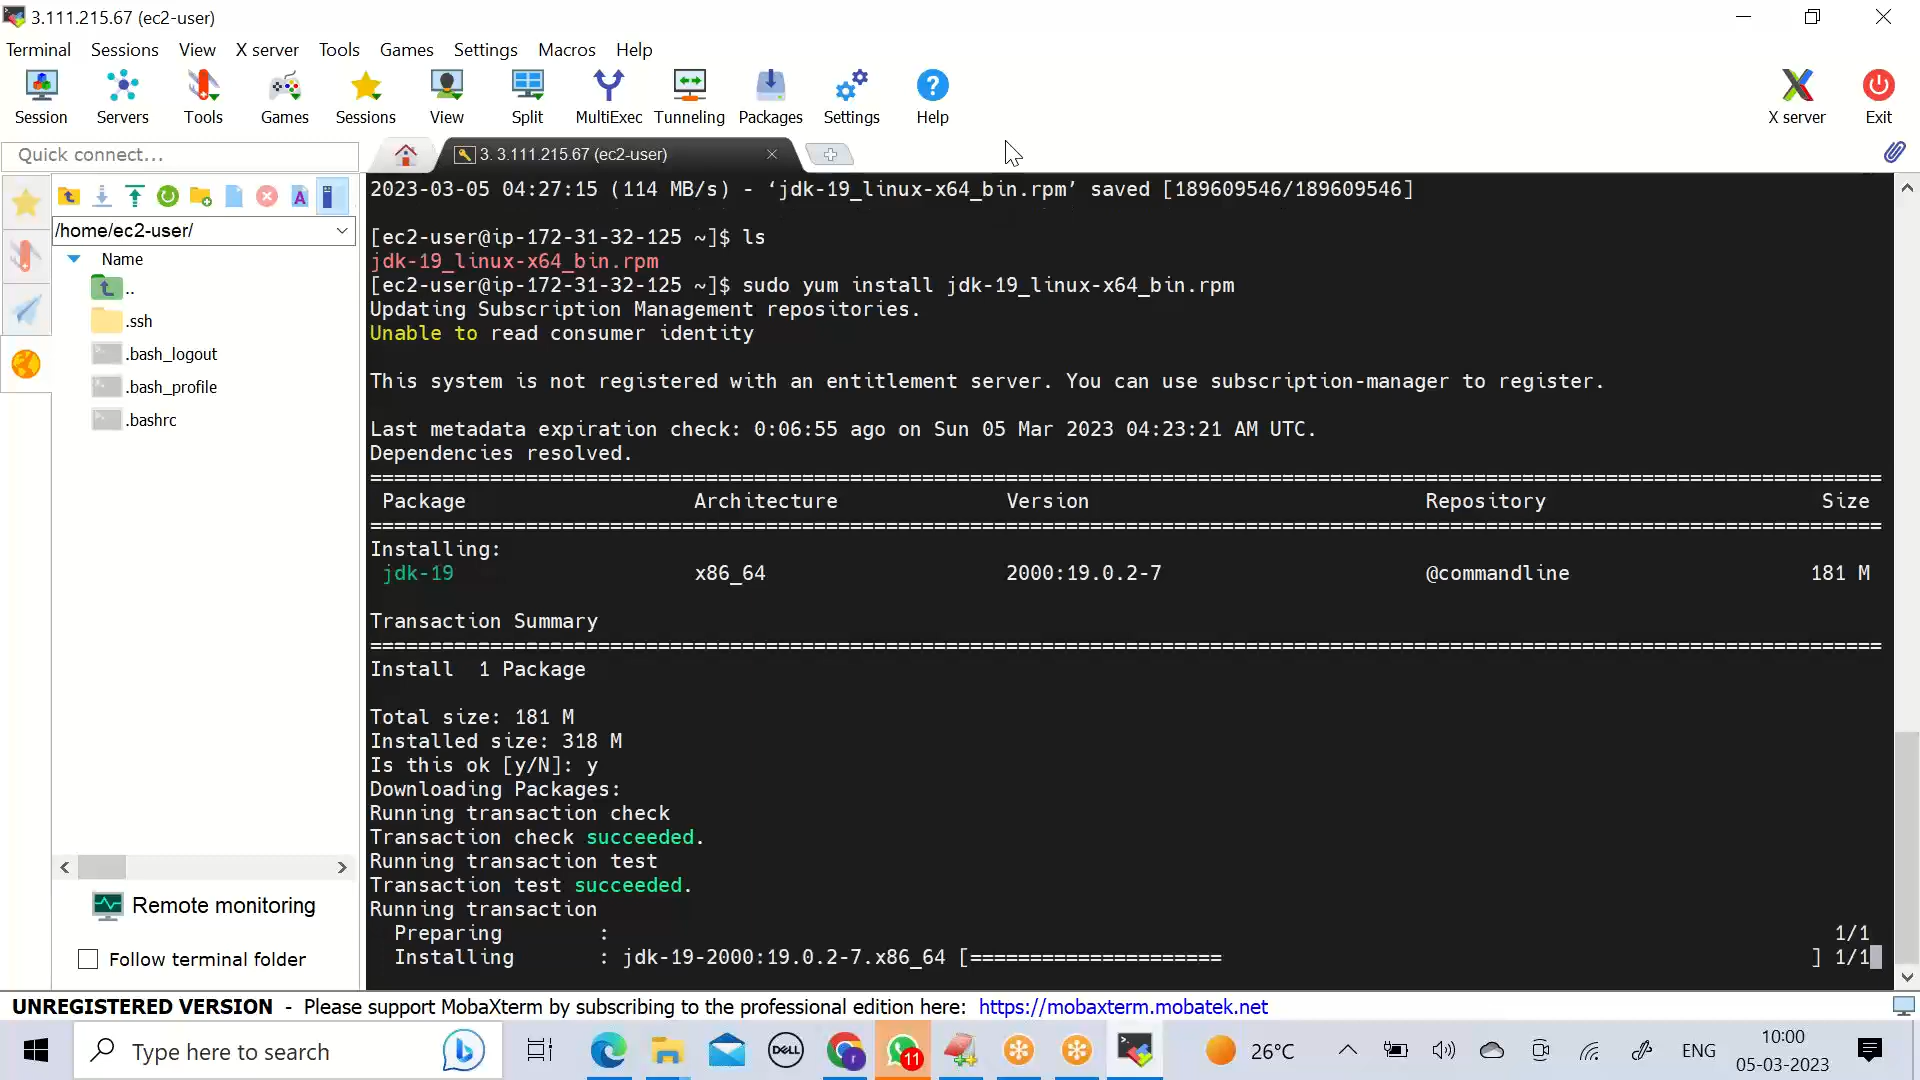 3.111.215.67 (ec2-user)
Terminal Sessions View X server Tools Games Settings Macros Help
Session Servers Tools Games Sessions View Split MultiExec Tunneling Packages Settings Help X server Exit
Quick connect...
3. 3.111.215.67 (ec2-user)
/home/ec2-user/
Name
..
.ssh
.bash_logout
.bash_profile
.bashrc
Remote monitoring
Follow terminal folder
2023-03-05 04:27:15 (114 MB/s) - ‘jdk-19_linux-x64_bin.rpm’ saved [189609546/189609546]
[ec2-user@ip-172-31-32-125 ~]$ ls
jdk-19_linux-x64_bin.rpm
[ec2-user@ip-172-31-32-125 ~]$ sudo yum install jdk-19_linux-x64_bin.rpm
Updating Subscription Management repositories.
Unable to read consumer identity
This system is not registered with an entitlement server. You can use subscription-manager to register.
Last metadata expiration check: 0:06:55 ago on Sun 05 Mar 2023 04:23:21 AM UTC.
Dependencies resolved.
================================================================================
Package Architecture Version Repository Size
================================================================================
Installing:
jdk-19 x86_64 2000:19.0.2-7 @commandline 181 M
Transaction Summary
================================================================================
Install 1 Package
Total size: 181 M
Installed size: 318 M
Is this ok [y/N]: y
Downloading Packages:
Running transaction check
Transaction check succeeded.
Running transaction test
Transaction test succeeded.
Running transaction
Preparing : 1/1
Installing : jdk-19-2000:19.0.2-7.x86_64 [===================== ] 1/1
UNREGISTERED VERSION - Please support MobaXterm by subscribing to the professional edition here: https://mobaxterm.mobatek.net
Type here to search
DELL
11
26°C
ENG
10:00
05-03-2023